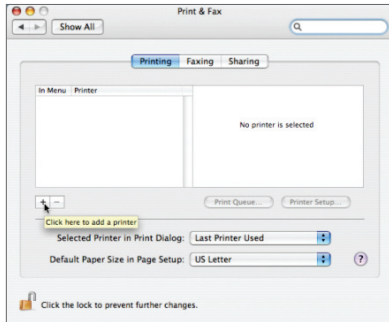 Print & Fax
Show All
Printing Faxing Sharing
In Menu Printer
No printer is selected
+ −
Click here to add a printer
Print Queue... Printer Setup...
Selected Printer in Print Dialog: Last Printer Used
Default Paper Size in Page Setup: US Letter ?
Click the lock to prevent further changes.